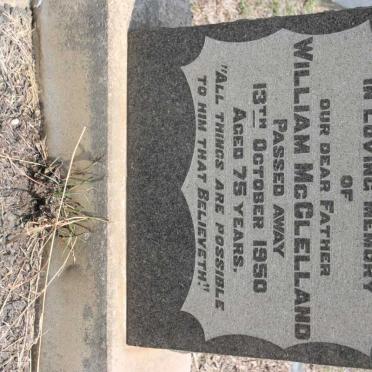 IN LOVING MEMORY
OF
OUR DEAR FATHER
WILLIAM MCCLELLAND
PASSED AWAY
13TH OCTOBER 1950
AGED 75 YEARS.
"ALL THINGS ARE POSSIBLE
TO HIM THAT BELIEVETH."